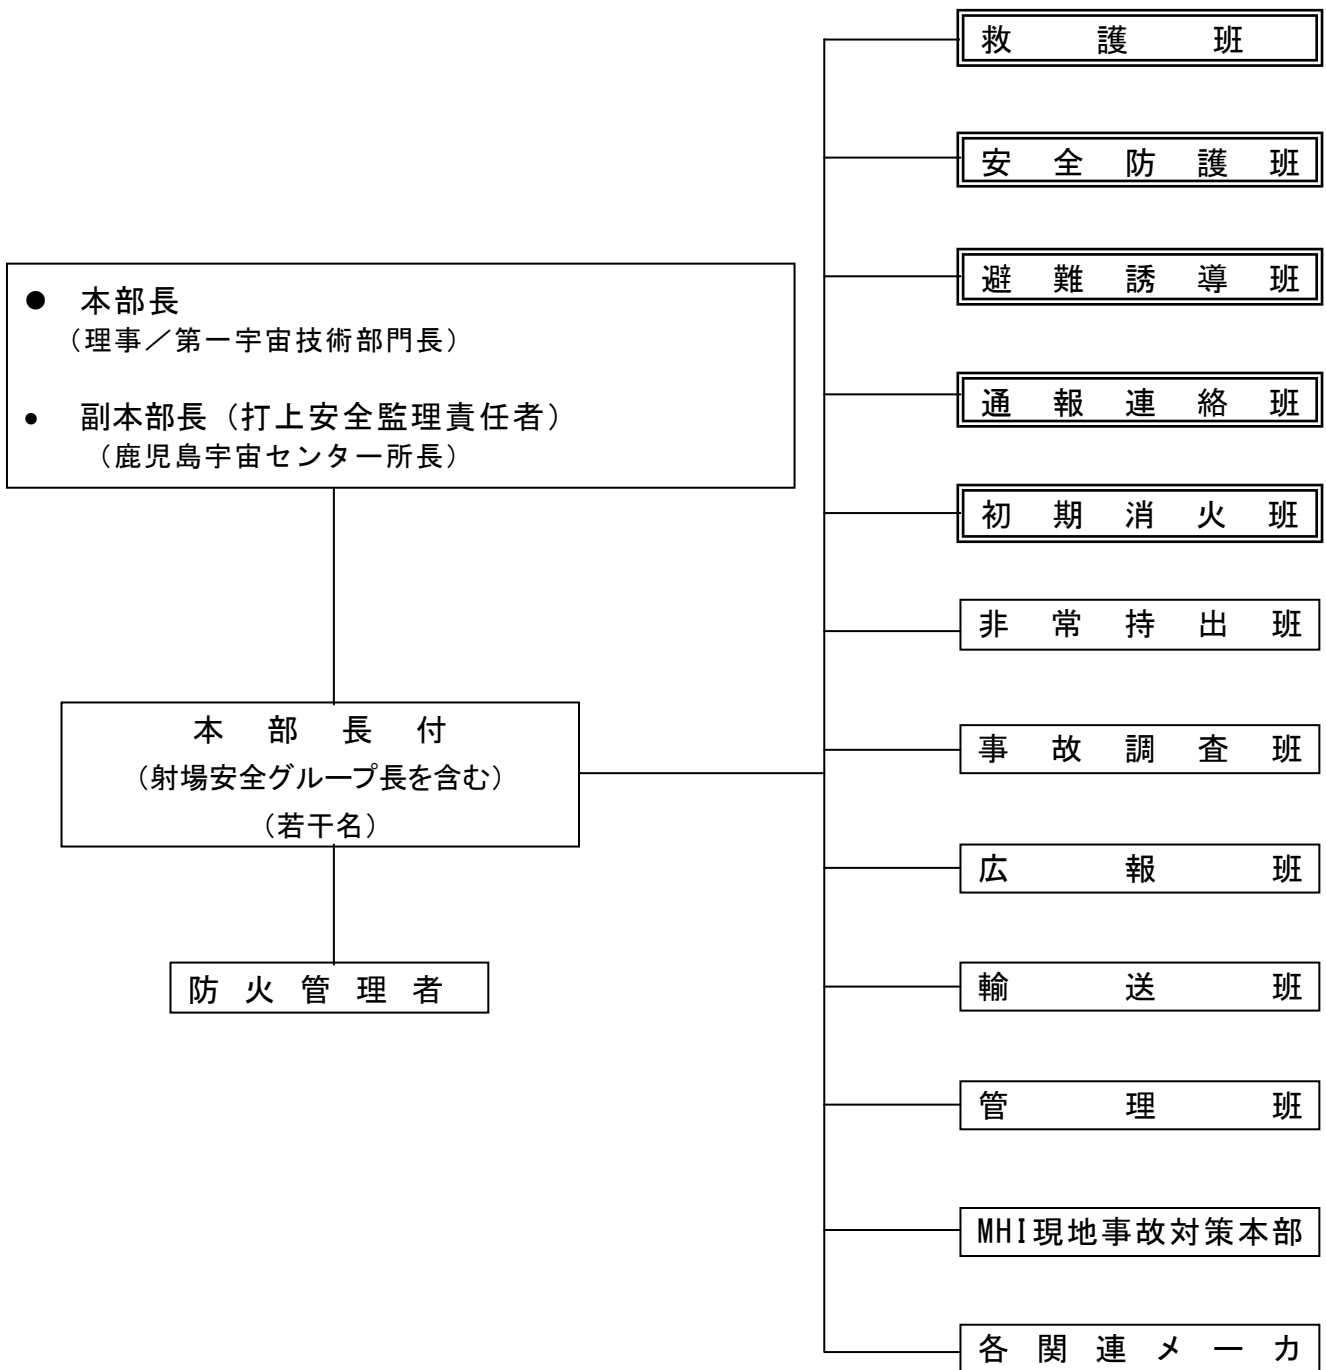 ● 本部長
（理事／第一宇宙技術部門長）
• 副本部長（打上安全監理責任者）
（鹿児島宇宙センター所長）
本部長付
（射場安全グループ長を含む）
（若干名）
防火管理者
救護班
安全防護班
避難誘導班
通報連絡班
初期消火班
非常持出班
事故調査班
広報班
輸送班
管理班
MHI現地事故対策本部
各関連メーカ